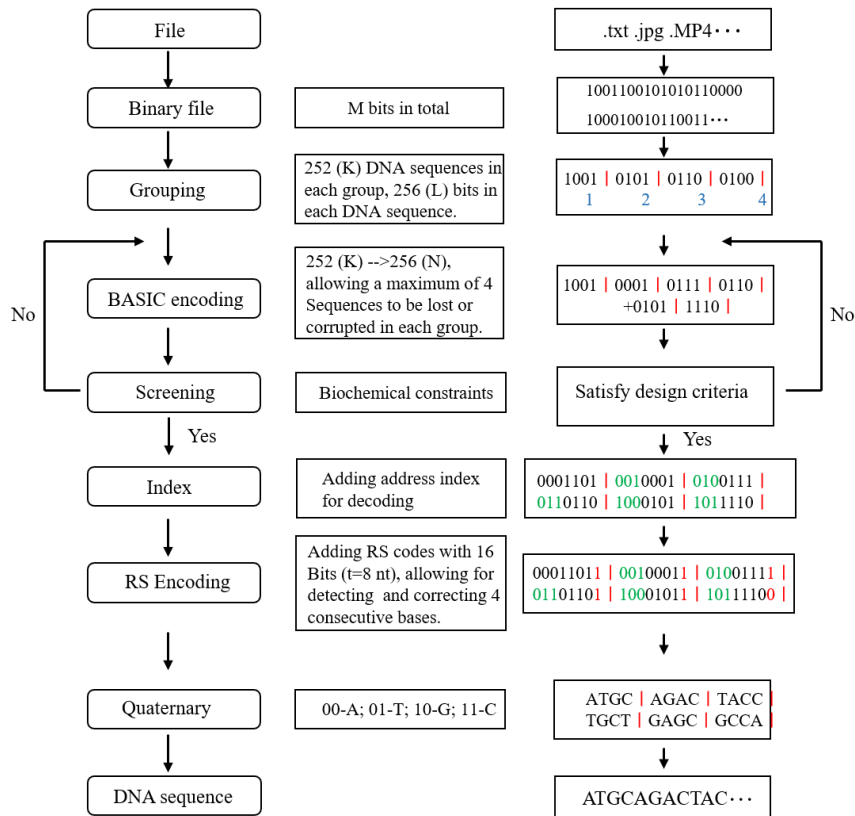 File
.txt .jpg .MP4···
Binary file
M bits in total
1001100101010110000
100010010110011···
Grouping
252 (K) DNA sequences in
each group, 256 (L) bits in
each DNA sequence.
1001 | 0101 | 0110 | 0100 |
1 2 3 4
No
BASIC encoding
252 (K) -->256 (N),
allowing a maximum of 4
Sequences to be lost or
corrupted in each group.
1001 | 0001 | 0111 | 0110 |
+0101 | 1110 |
No
Screening
Biochemical constraints
Satisfy design criteria
Yes
Yes
Index
Adding address index
for decoding
0001101 | 0010001 | 0100111 |
0110110 | 1000101 | 1011110 |
RS Encoding
Adding RS codes with 16
Bits (t=8 nt), allowing for
detecting and correcting 4
consecutive bases.
00011011 | 00100011 | 01001111 |
01101101 | 10001011 | 10111100 |
Quaternary
00-A; 01-T; 10-G; 11-C
ATGC | AGAC | TACC |
TGCT | GAGC | GCCA |
DNA sequence
ATGCAGACTAC···